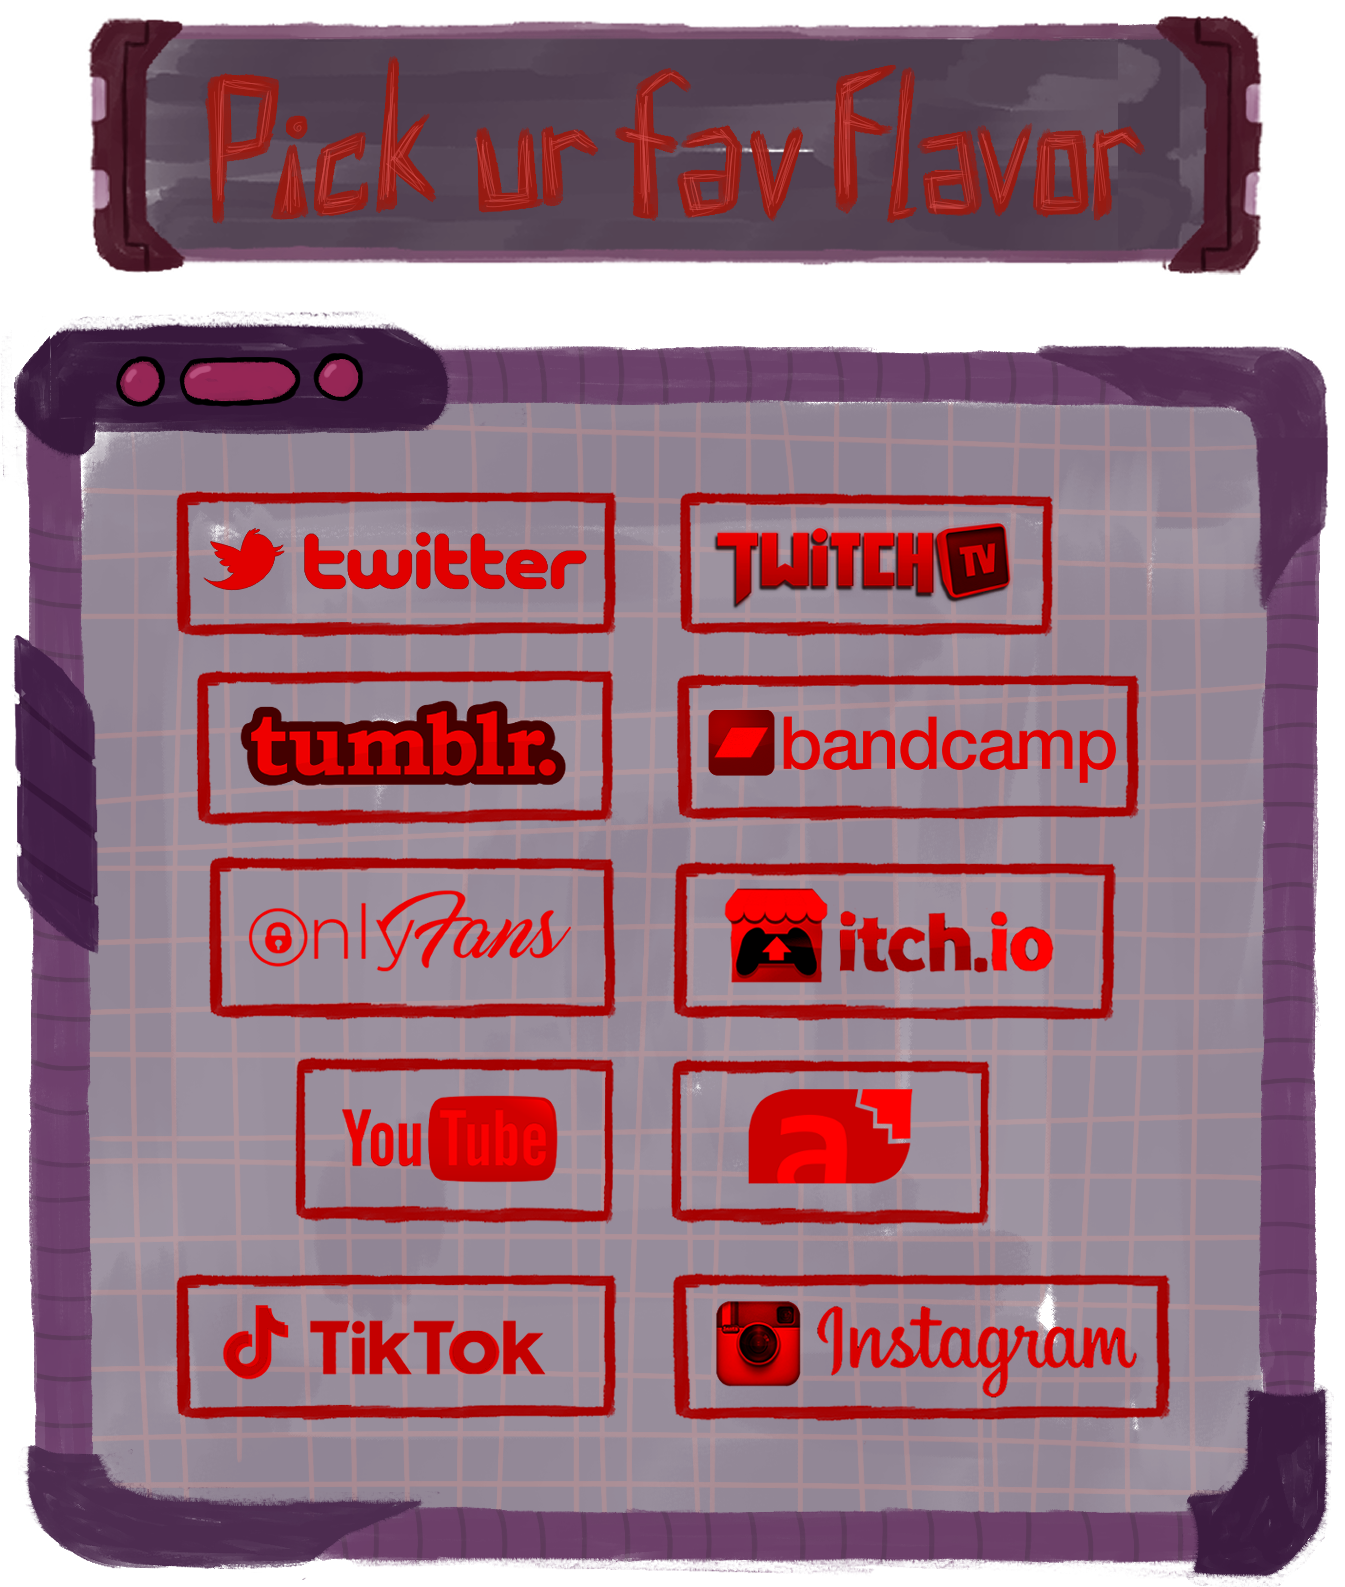 Pick ur fav Flavor
twitter
TWiTCH TV
tumblr.
bandcamp
OnlyFans
itch.io
YouTube
a
TikTok
Instagram